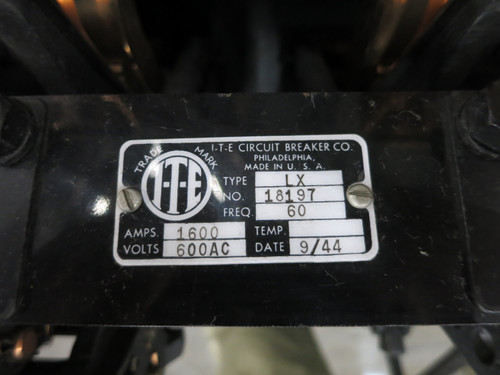 I-T-E CIRCUIT BREAKER CO.
PHILADELPHIA,
MADE IN U. S. A.
TRADE MARK
I-T-E
TYPE LX
NO. 18197
FREQ. 60
AMPS. 1600 TEMP.
VOLTS 600AC DATE 9/44